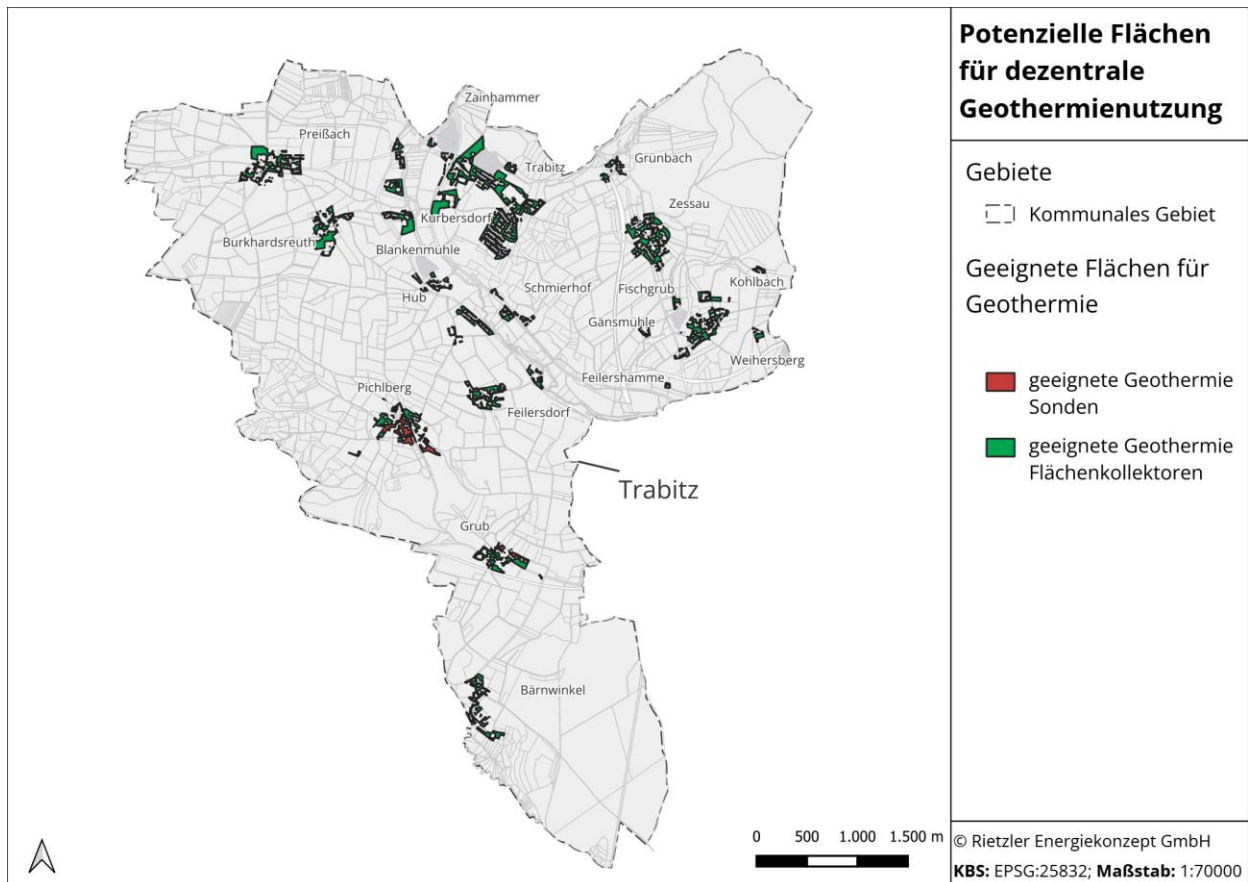 Potenzielle Flächen
für dezentrale
Geothermienutzung
Gebiete
Kommunales Gebiet
Geeignete Flächen für
Geothermie
geeignete Geothermie
Sonden
geeignete Geothermie
Flächenkollektoren
© Rietzler Energiekonzept GmbH
KBS: EPSG:25832; Maßstab: 1:70000
Zainhammer
Preißach
Trabitz
Grünbach
Zessau
Kurbersdorf
Burkhardsreuth
Blankenmühle
Kohlbach
Schmierhof
Fischgrub
Hub
Gänsmühle
Weihersberg
Feilershamme
Pichlberg
Feilersdorf
Trabitz
Grub
Bärnwinkel
0 500 1.000 1.500 m